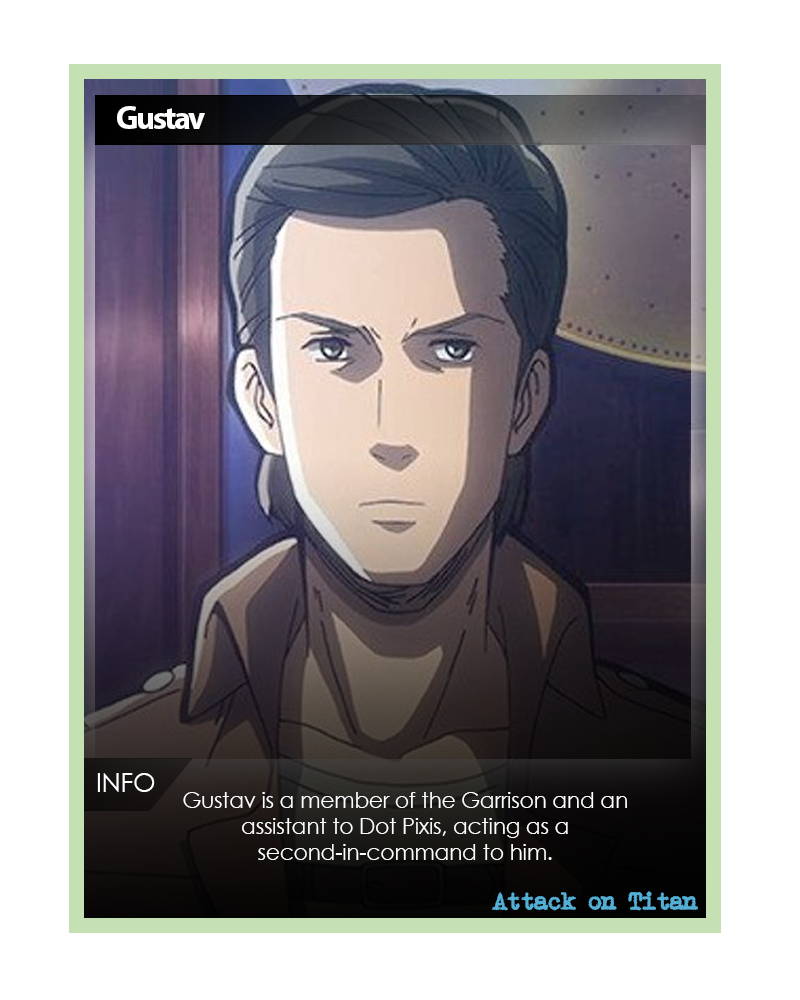 Gustav
INFO
Gustav is a member of the Garrison and an
assistant to Dot Pixis, acting as a
second-in-command to him.
Attack on Titan